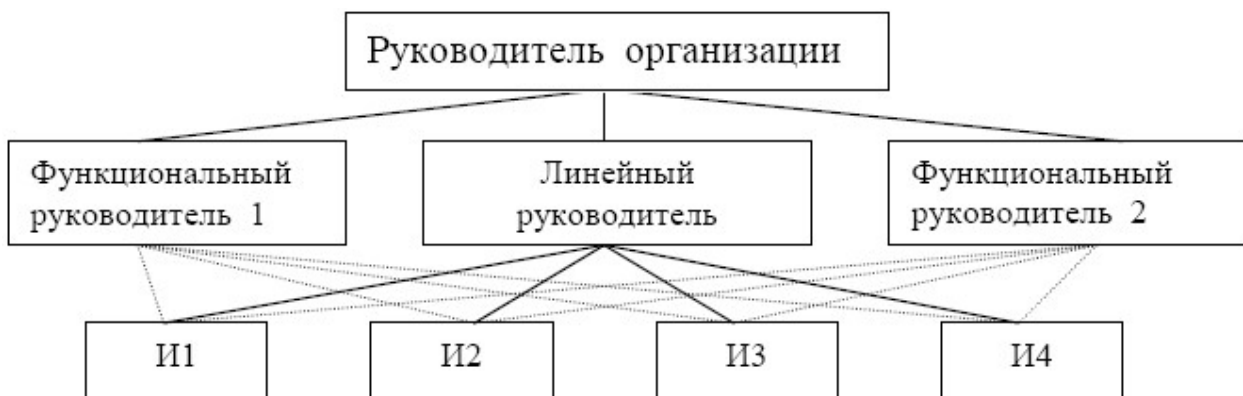 Руководитель организации
Функциональный
руководитель 1
Линейный
руководитель
Функциональный
руководитель 2
И1
И2
И3
И4